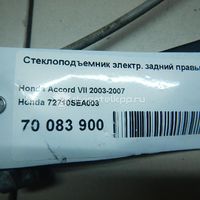 Стеклоподъемник электр. задний правы
Honda Accord VII 2003-2007
Honda 72710SEA003
70 083 900